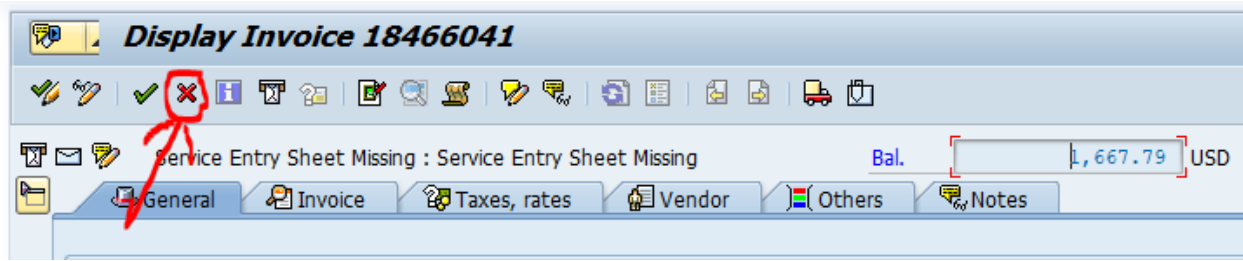 Display Invoice 18466041
Service Entry Sheet Missing : Service Entry Sheet Missing Bal. 1,667.79 USD
General Invoice Taxes, rates Vendor Others Notes